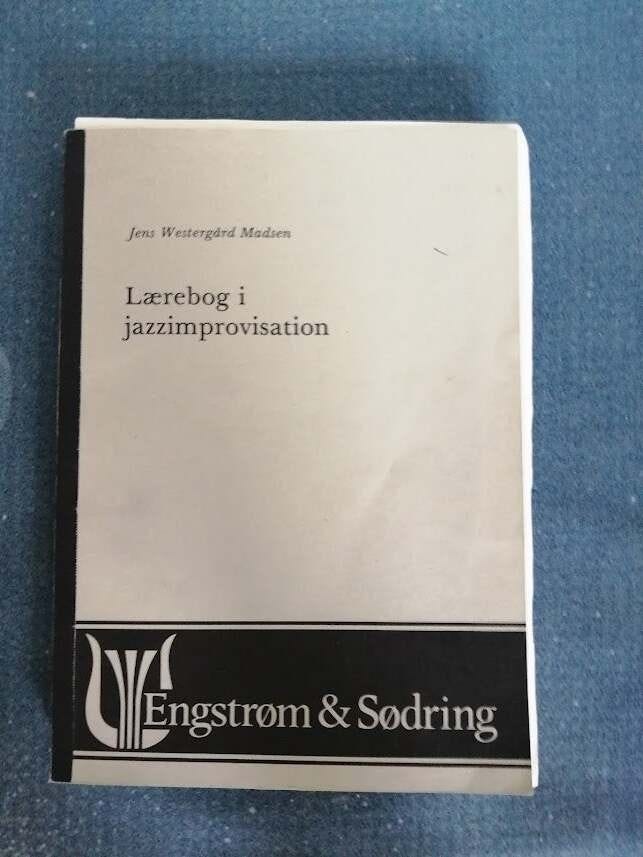 Jens Westergård Madsen
Lærebog i
jazzimprovisation
Engstrøm & Sødring